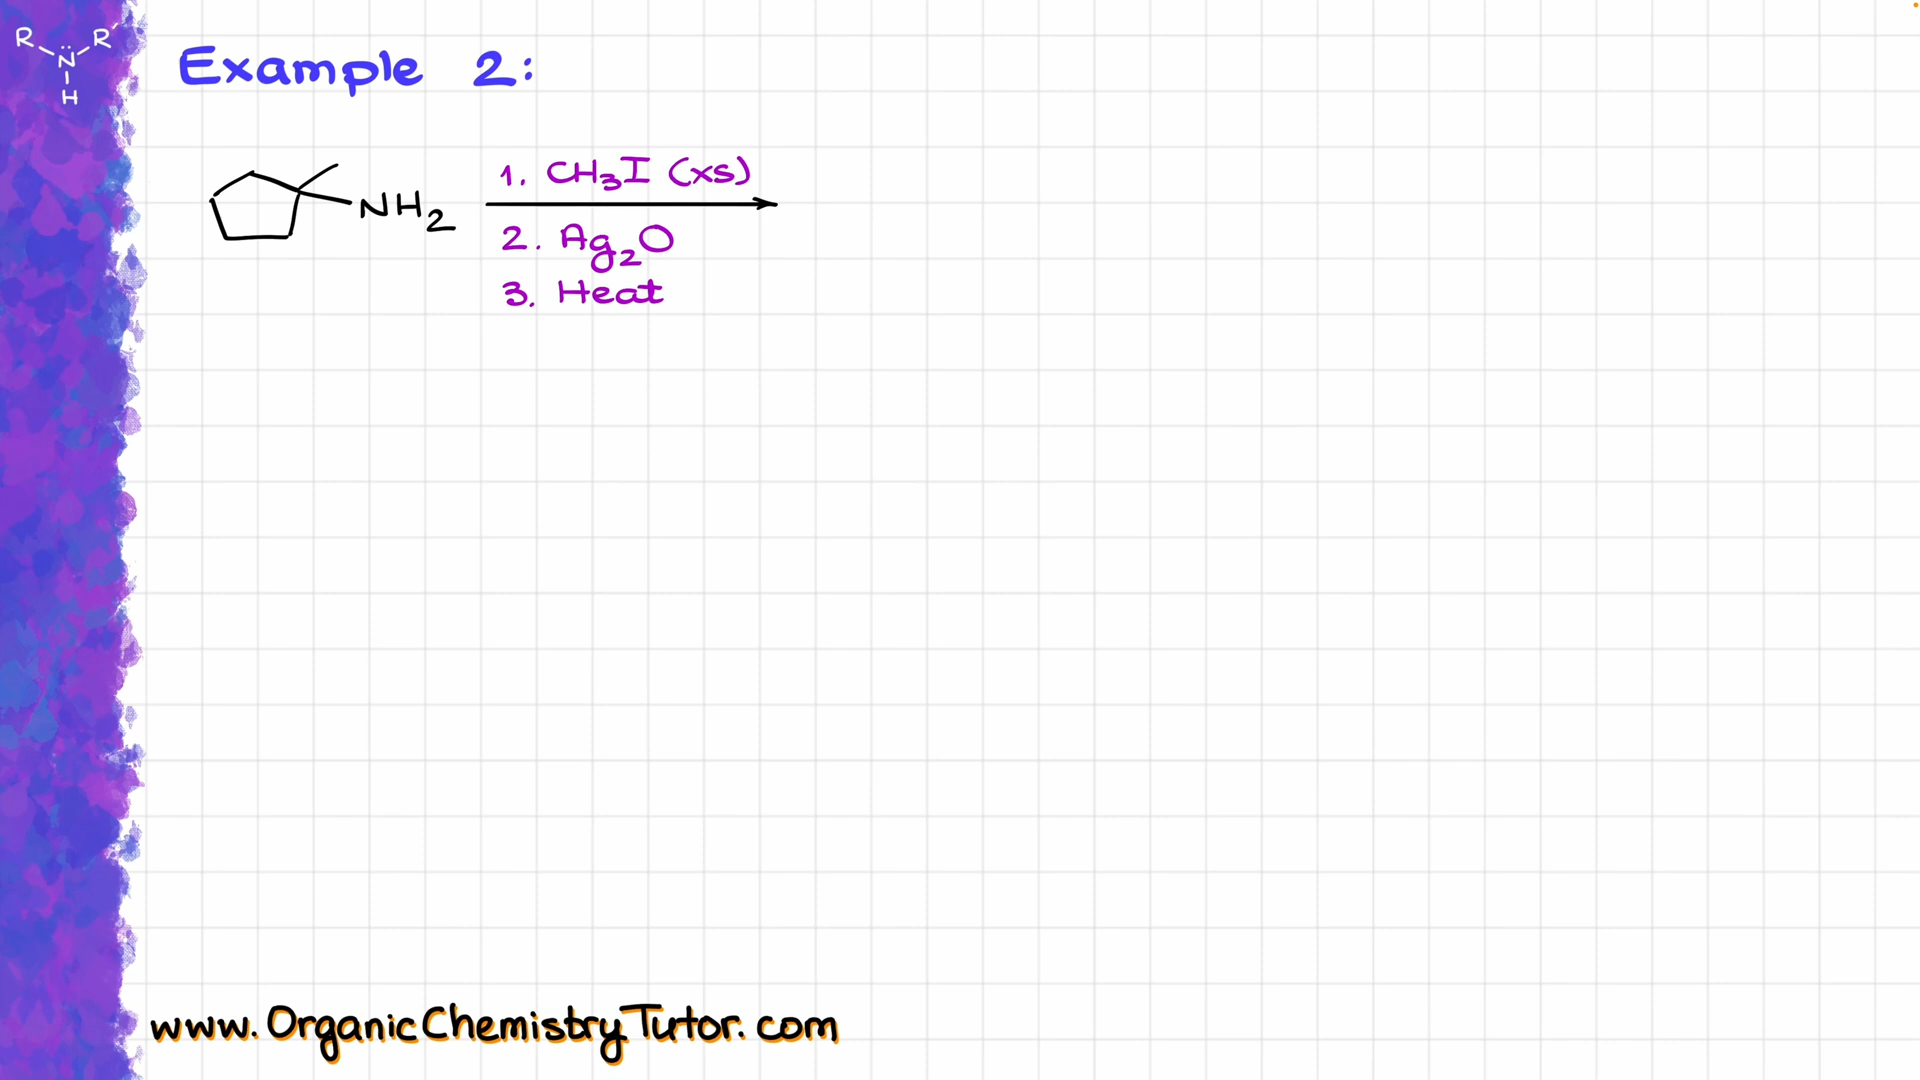 R N̈ R'
H
Example 2:
NH₂
1. CH₃I (xs)
2. Ag₂O
3. Heat
www.OrganicChemistryTutor.com